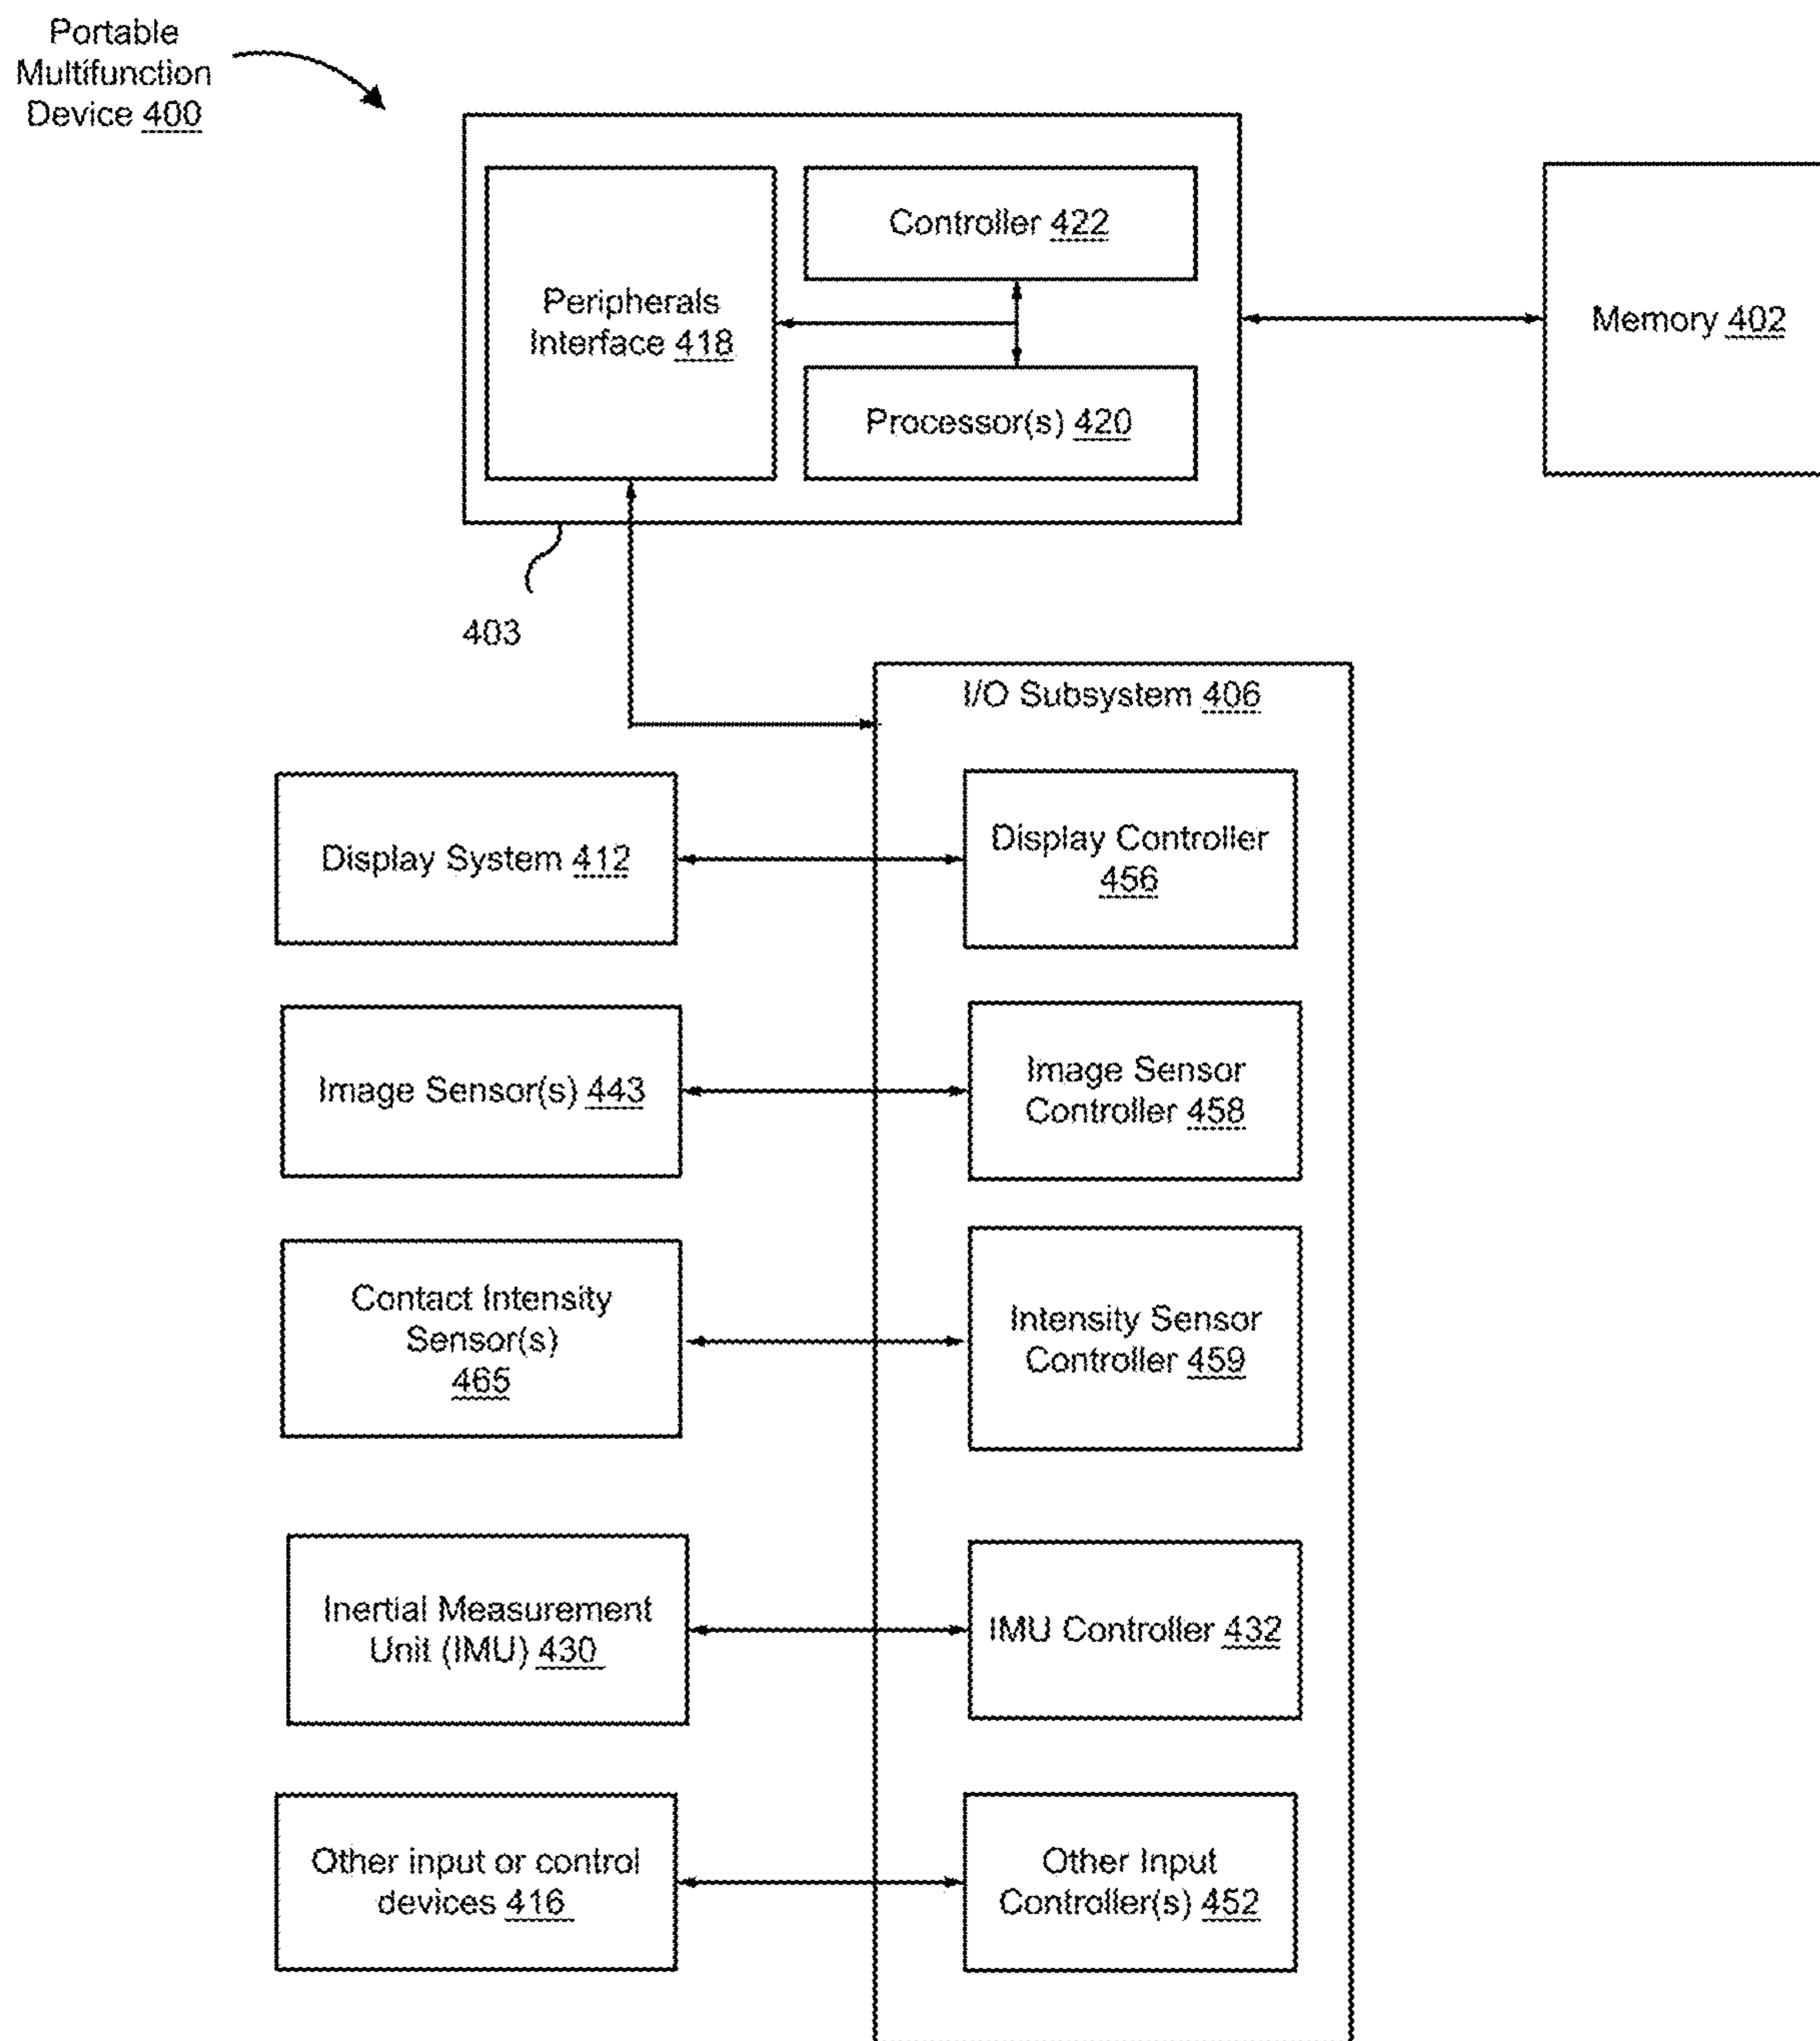 Portable
Multifunction
Device 400
Controller 422
Peripherals
Interface 418
Processor(s) 420
Memory 402
403
I/O Subsystem 406
Display System 412
Display Controller
456
Image Sensor(s) 443
Image Sensor
Controller 458
Contact Intensity
Sensor(s)
465
Intensity Sensor
Controller 459
Inertial Measurement
Unit (IMU) 430
IMU Controller 432
Other input or control
devices 416
Other Input
Controller(s) 452